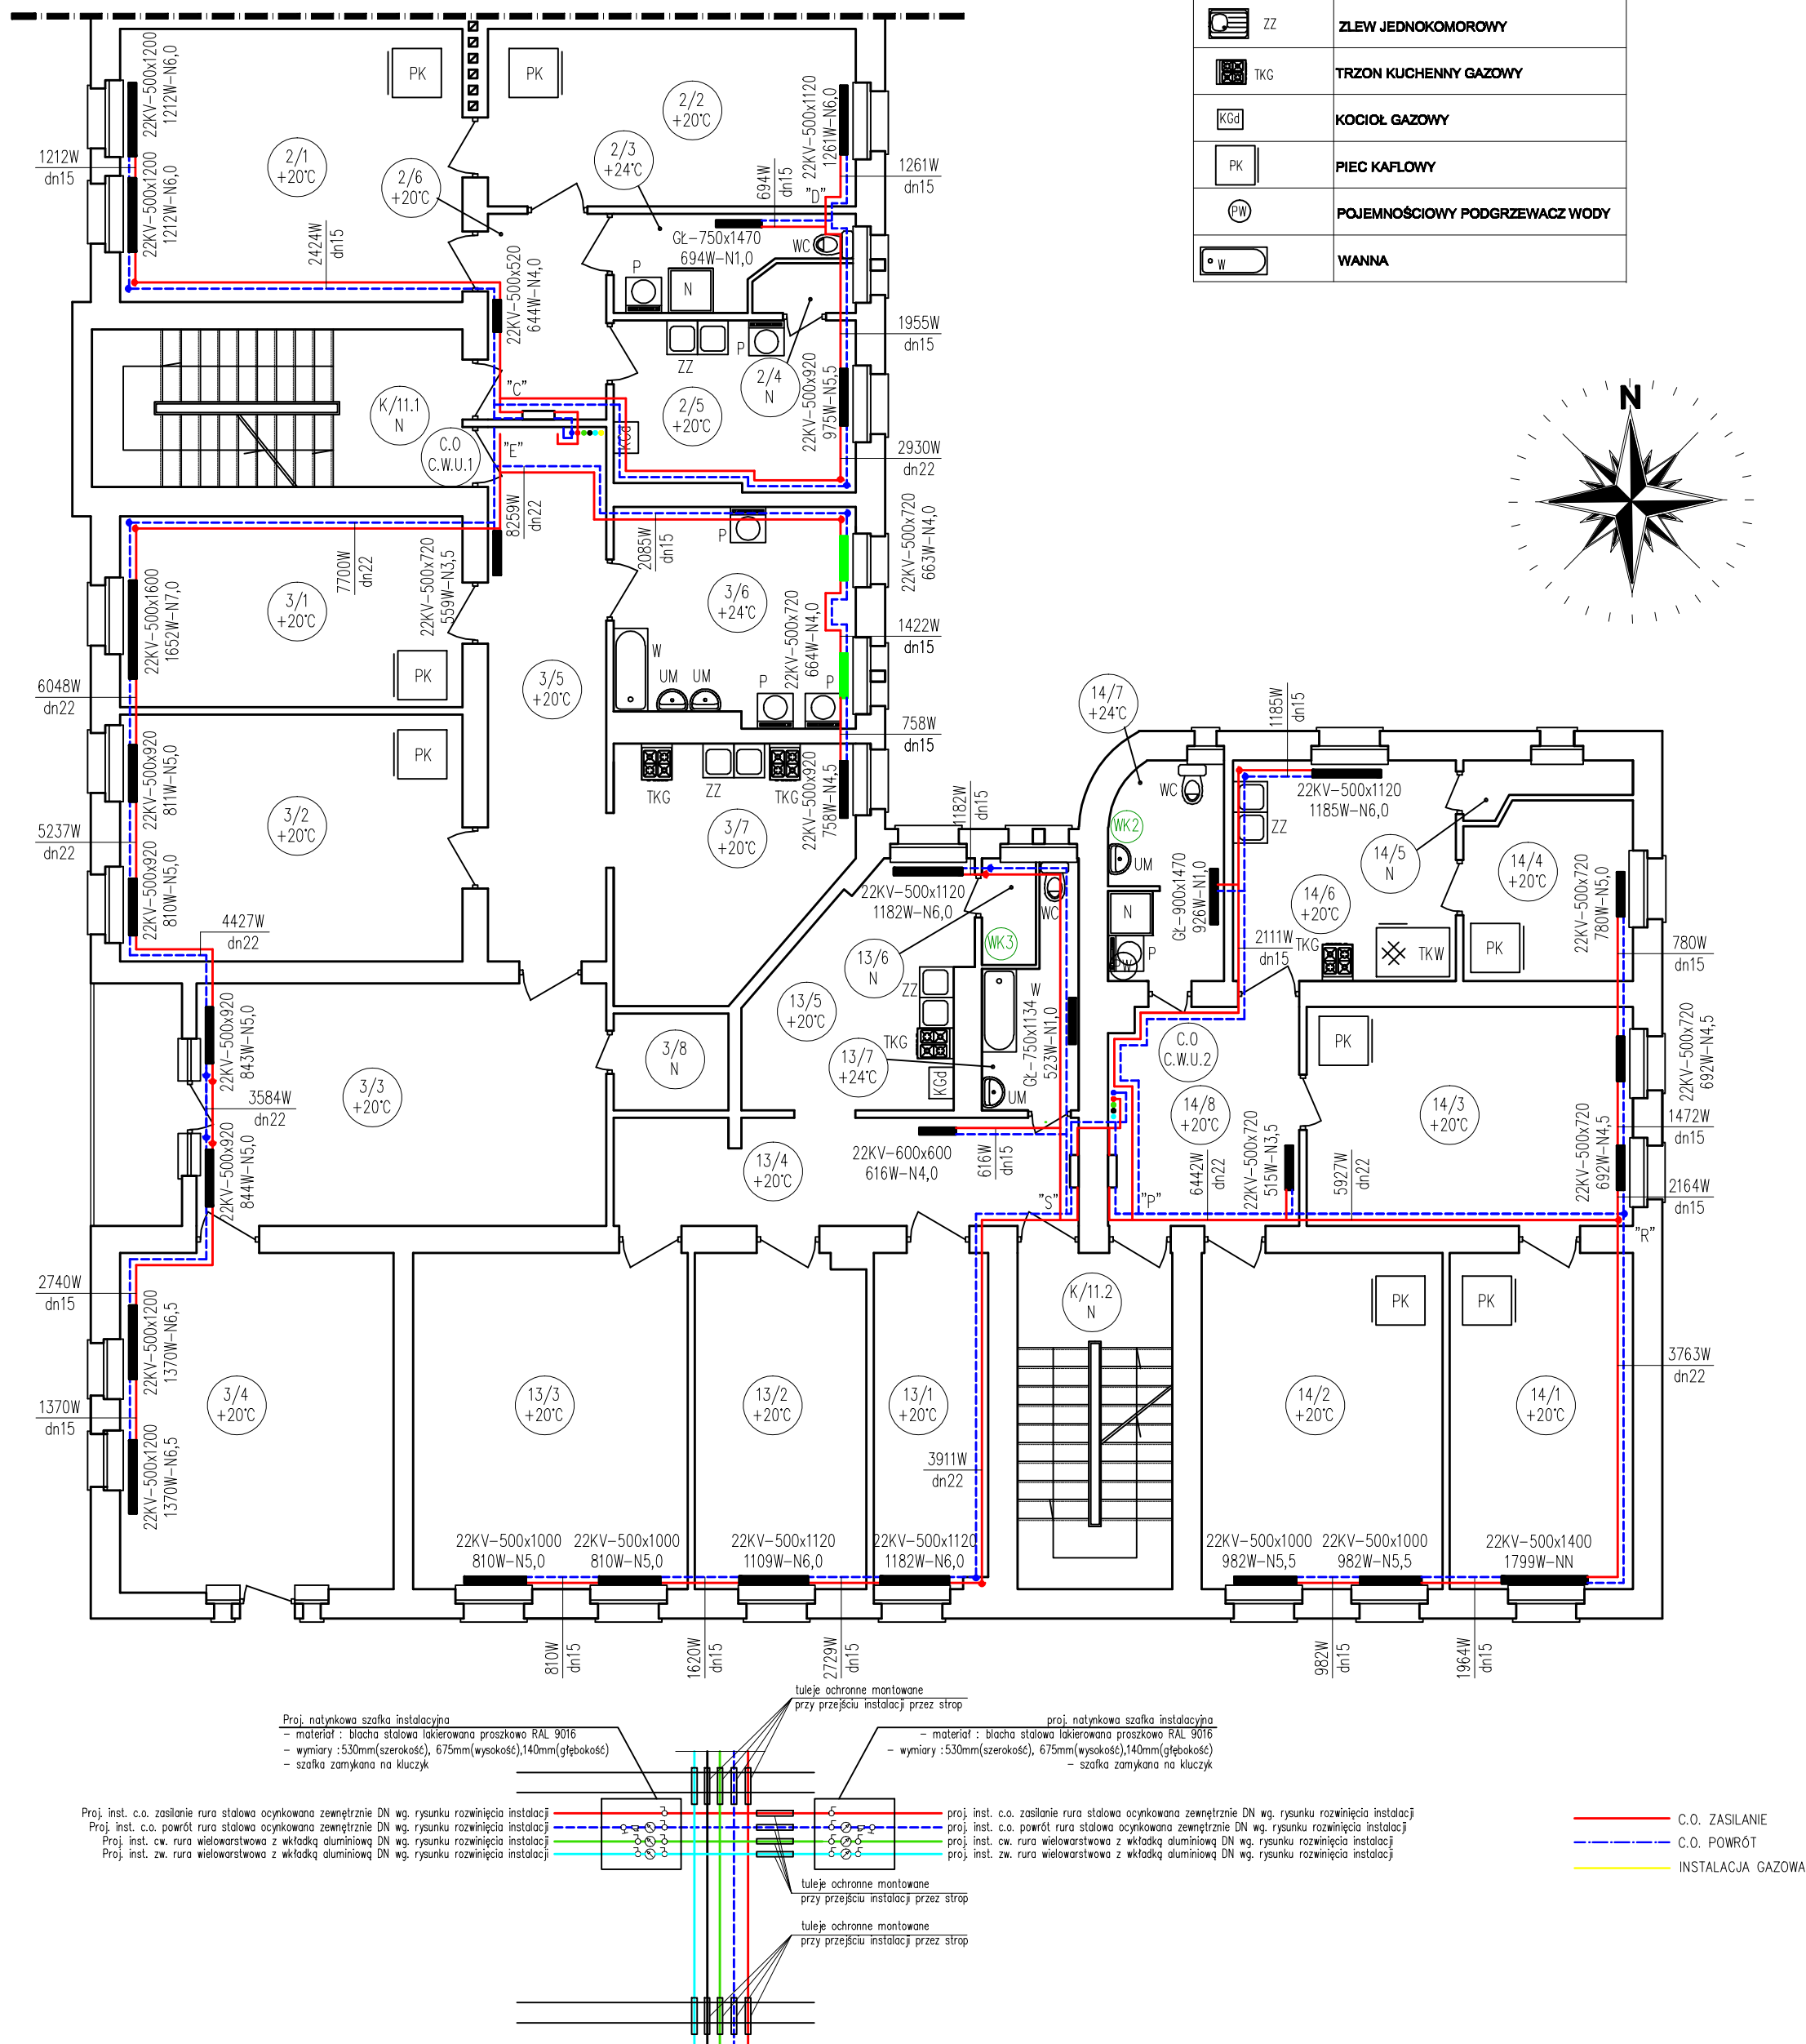 ZZ
ZLEW JEDNOKOMOROWY
TKG
TRZON KUCHENNY GAZOWY
KGd
KOCIOŁ GAZOWY
PK
PIEC KAFLOWY
PW
POJEMNOŚCIOWY PODGRZEWACZ WODY
W
WANNA
N
22KV-500x1200
1212W-N6,0
22KV-500x1200
1212W-N6,0
1212W
dn15
2/1
+20°C
PK
PK
2/6
+20°C
2424W
dn15
2/2
+20°C
2/3
+24°C
22KV-500x1120
1261W-N6,0
694W
dn15
"D"
1261W
dn15
GŁ-750x1470
694W-N1,0
WC
P
N
22KV-500x520
644W-N4,0
1955W
dn15
ZZ
P
2/4
N
2/5
+20°C
22KV-500x920
975W-N5,5
"C"
K/11.1
N
C.O
C.W.U.1
"E"
KGd
2930W
dn22
8259W
dn22
7700W
dn22
22KV-500x720
559W-N3,5
2085W
dn15
P
22KV-500x720
663W-N4,0
3/1
+20°C
22KV-500x1600
1652W-N7,0
PK
3/6
+24°C
22KV-500x720
664W-N4,0
1422W
dn15
W
UM
UM
P
P
3/5
+20°C
6048W
dn22
758W
dn15
22KV-500x920
811W-N5,0
PK
3/2
+20°C
5237W
dn22
22KV-500x920
810W-N5,0
TKG
ZZ
TKG
3/7
+20°C
22KV-500x920
758W-N4,5
4427W
dn22
1182W
dn15
22KV-500x1120
1182W-N6,0
WC
WK3
13/6
N
14/7
+24°C
WC
WK2
UM
N
P
PW
GŁ-900x1470
926W-N1,0
1185W
dn15
22KV-500x1120
1185W-N6,0
ZZ
14/5
N
14/4
+20°C
14/6
+20°C
22KV-500x720
780W-N5,0
2111W
dn15
TKG
TKW
PK
780W
dn15
22KV-500x920
843W-N5,0
3584W
dn22
3/3
+20°C
22KV-500x920
844W-N5,0
3/8
N
13/5
+20°C
ZZ
TKG
13/7
+24°C
KGd
W
GŁ-750x1134
523W-N1,0
UM
C.O
C.W.U.2
PK
22KV-500x720
692W-N4,5
14/8
+20°C
14/3
+20°C
1472W
dn15
22KV-500x720
692W-N4,5
13/4
+20°C
22KV-600x600
616W-N4,0
616W
dn15
"S"
"P"
6442W
dn22
22KV-500x720
515W-N3,5
5927W
dn22
2164W
dn15
"R"
2740W
dn15
22KV-500x1200
1370W-N6,5
K/11.2
N
PK
PK
3763W
dn22
3/4
+20°C
13/3
+20°C
13/2
+20°C
13/1
+20°C
14/2
+20°C
14/1
+20°C
1370W
dn15
22KV-500x1200
1370W-N6,5
3911W
dn22
22KV-500x1000
810W-N5,0
22KV-500x1000
810W-N5,0
22KV-500x1120
1109W-N6,0
22KV-500x1120
1182W-N6,0
22KV-500x1000
982W-N5,5
22KV-500x1000
982W-N5,5
22KV-500x1400
1799W-NN
810W
dn15
1620W
dn15
2729W
dn15
982W
dn15
1964W
dn15
tuleje ochronne montowane
przy przejściu instalacji przez strop
Proj. natynkowa szafka instalacyjna
- materiał : blacha stalowa lakierowana proszkowo RAL 9016
- wymiary :530mm(szerokość), 675mm(wysokość),140mm(głębokość)
- szafka zamykana na kluczyk
proj. natynkowa szafka instalacyjna
- materiał : blacha stalowa lakierowana proszkowo RAL 9016
- wymiary :530mm(szerokość), 675mm(wysokość),140mm(głębokość)
- szafka zamykana na kluczyk
Proj. inst. c.o. zasilanie rura stalowa ocynkowana zewnętrznie DN wg. rysunku rozwinięcia instalacji
Proj. inst. c.o. powrót rura stalowa ocynkowana zewnętrznie DN wg. rysunku rozwinięcia instalacji
Proj. inst. cw. rura wielowarstwowa z wkładką aluminiową DN wg. rysunku rozwinięcia instalacji
Proj. inst. zw. rura wielowarstwowa z wkładką aluminiową DN wg. rysunku rozwinięcia instalacji
proj. inst. c.o. zasilanie rura stalowa ocynkowana zewnętrznie DN wg. rysunku rozwinięcia instalacji
proj. inst. c.o. powrót rura stalowa ocynkowana zewnętrznie DN wg. rysunku rozwinięcia instalacji
proj. inst. cw. rura wielowarstwowa z wkładką aluminiową DN wg. rysunku rozwinięcia instalacji
proj. inst. zw. rura wielowarstwowa z wkładką aluminiową DN wg. rysunku rozwinięcia instalacji
tuleje ochronne montowane
przy przejściu instalacji przez strop
tuleje ochronne montowane
przy przejściu instalacji przez strop
C.O. ZASILANIE
C.O. POWRÓT
INSTALACJA GAZOWA